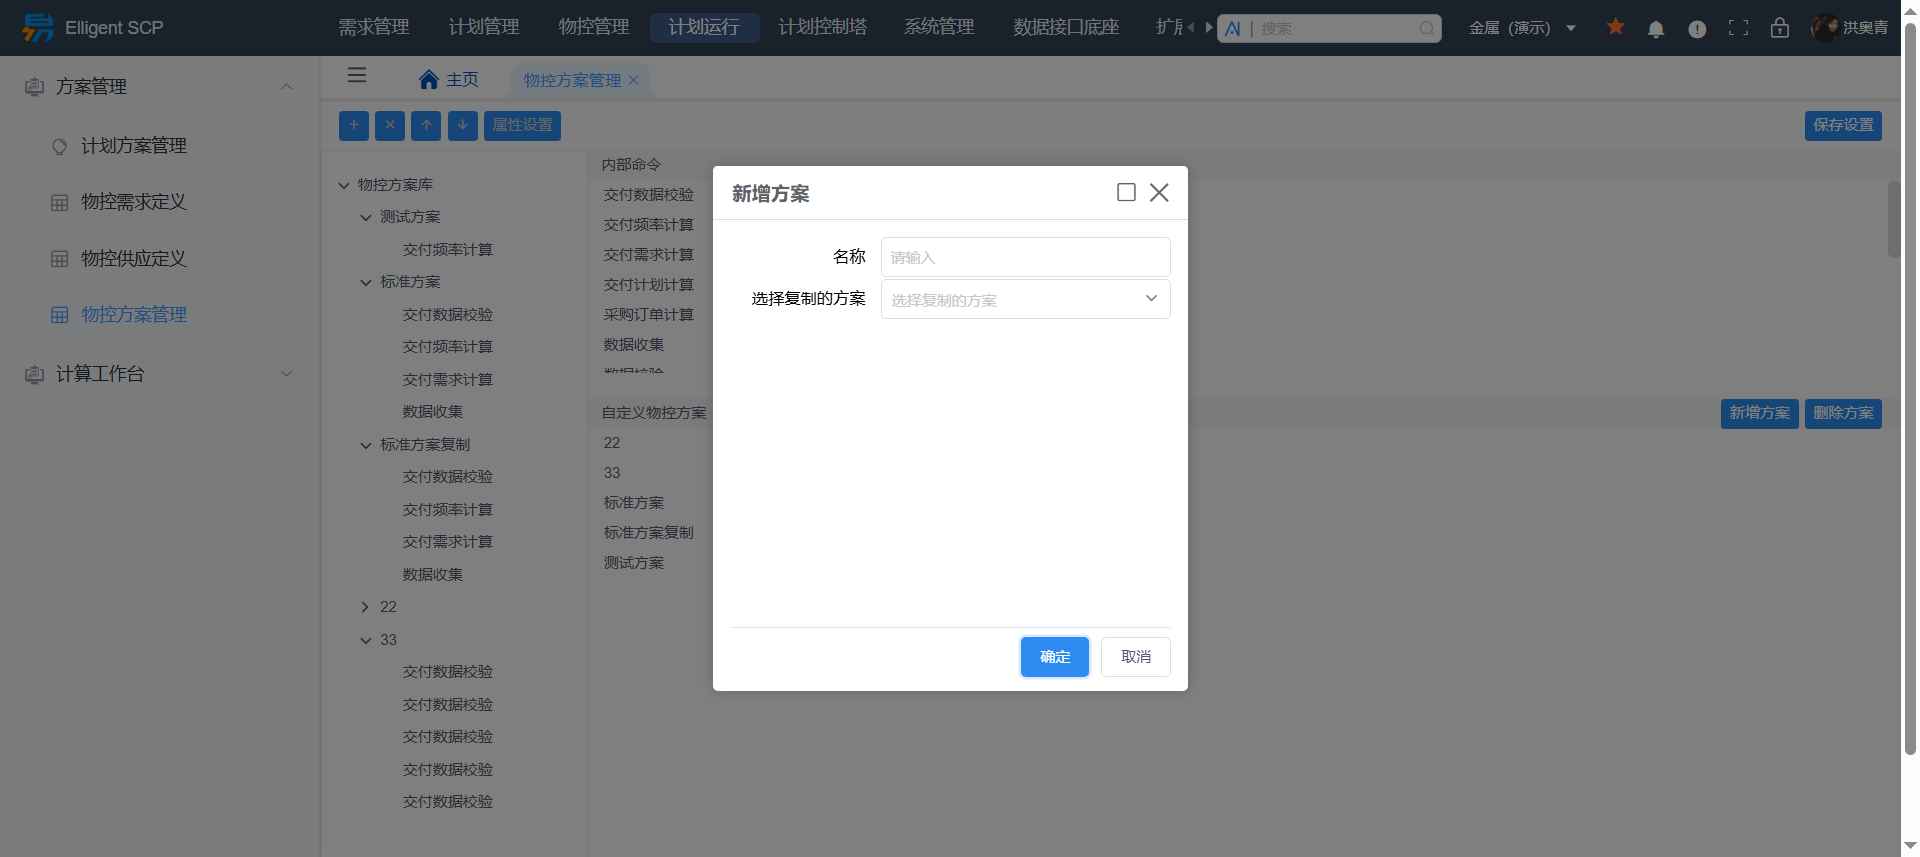 Elligent SCP
需求管理
计划管理
物控管理
计划运行
计划控制塔
系统管理
数据接口底座
AI | 搜索
金属（演示）
洪奥青
方案管理
计划方案管理
物控需求定义
物控供应定义
物控方案管理
计算工作台
主页
物控方案管理
属性设置
保存设置
物控方案库
测试方案
交付频率计算
标准方案
交付数据校验
交付频率计算
交付需求计算
数据收集
标准方案复制
交付数据校验
交付频率计算
交付需求计算
数据收集
22
33
交付数据校验
交付数据校验
交付数据校验
交付数据校验
交付数据校验
内部命令
交付数据校验
交付频率计算
交付需求计算
交付计划计算
采购订单计算
数据收集
自定义物控方案
新增方案
删除方案
22
33
标准方案
标准方案复制
测试方案
新增方案
名称
请输入
选择复制的方案
选择复制的方案
确定
取消